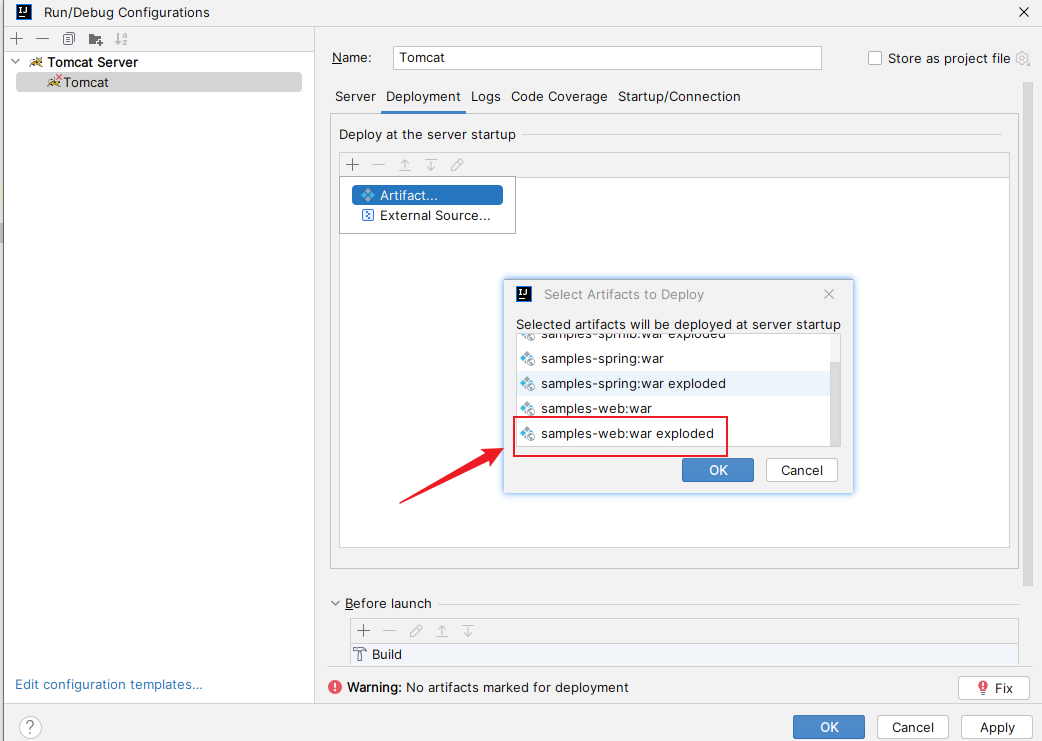 Run/Debug Configurations
Tomcat Server
Tomcat
Edit configuration templates...
Name: Tomcat
Store as project file
Server Deployment Logs Code Coverage Startup/Connection
Deploy at the server startup
Artifact...
External Source...
Select Artifacts to Deploy
Selected artifacts will be deployed at server startup
war exploded
samples-spring:war
samples-spring:war exploded
samples-web:war
samples-web:war exploded
OK Cancel
Before launch
Build
Warning: No artifacts marked for deployment
Fix
?
OK Cancel Apply